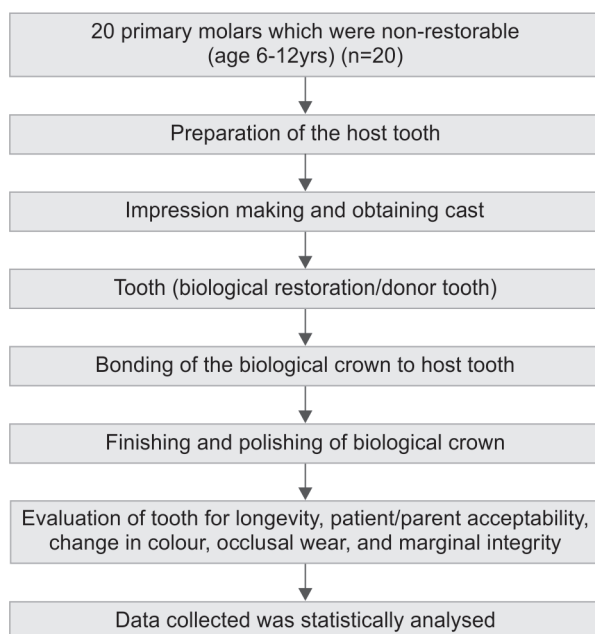 20 primary molars which were non-restorable
(age 6-12yrs) (n=20)
Preparation of the host tooth
Impression making and obtaining cast
Tooth (biological restoration/donor tooth)
Bonding of the biological crown to host tooth
Finishing and polishing of biological crown
Evaluation of tooth for longevity, patient/parent acceptability,
change in colour, occlusal wear, and marginal integrity
Data collected was statistically analysed